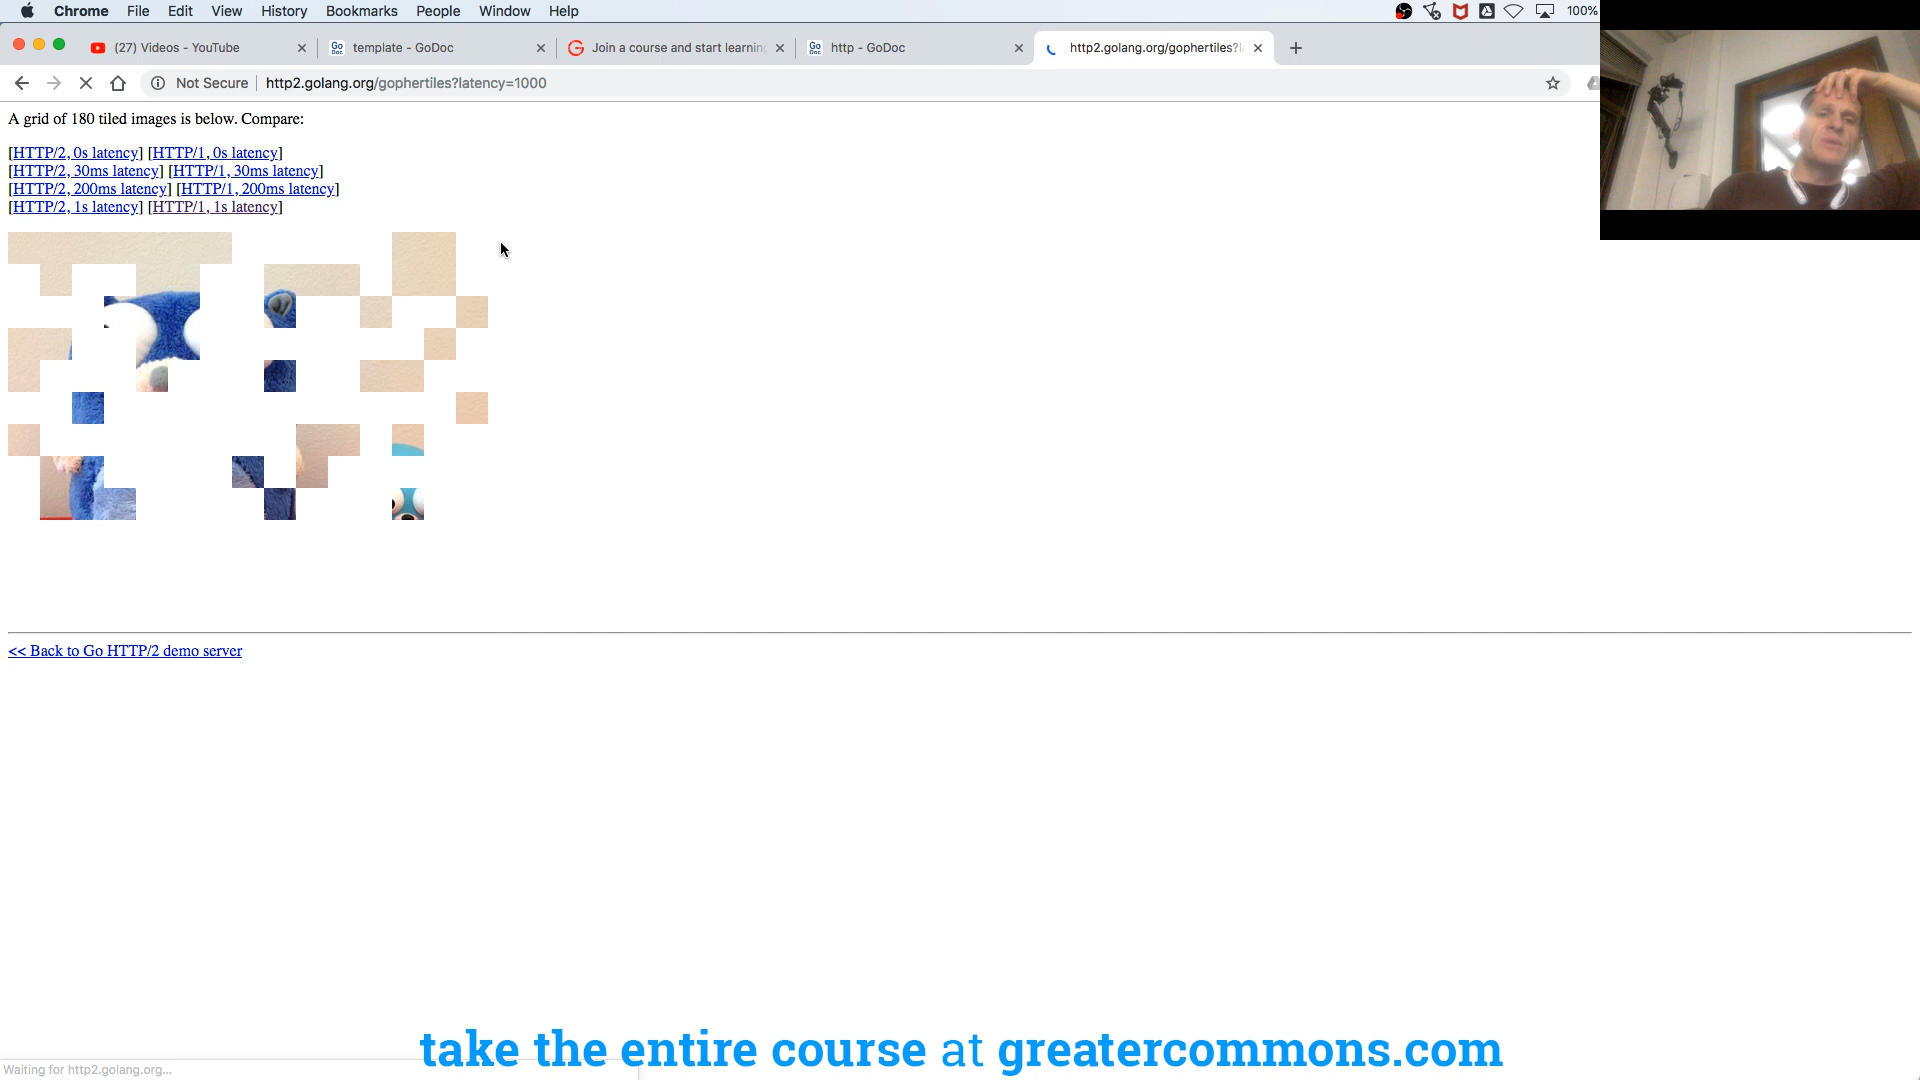 Chrome File Edit View History Bookmarks People Window Help 100%
(27) Videos - YouTube
template - GoDoc
Join a course and start learning
http - GoDoc
http2.golang.org/gophertiles?l
Not Secure http2.golang.org/gophertiles?latency=1000
A grid of 180 tiled images is below. Compare:
[HTTP/2, 0s latency] [HTTP/1, 0s latency]
[HTTP/2, 30ms latency] [HTTP/1, 30ms latency]
[HTTP/2, 200ms latency] [HTTP/1, 200ms latency]
[HTTP/2, 1s latency] [HTTP/1, 1s latency]
<< Back to Go HTTP/2 demo server
take the entire course at greatercommons.com
Waiting for http2.golang.org...